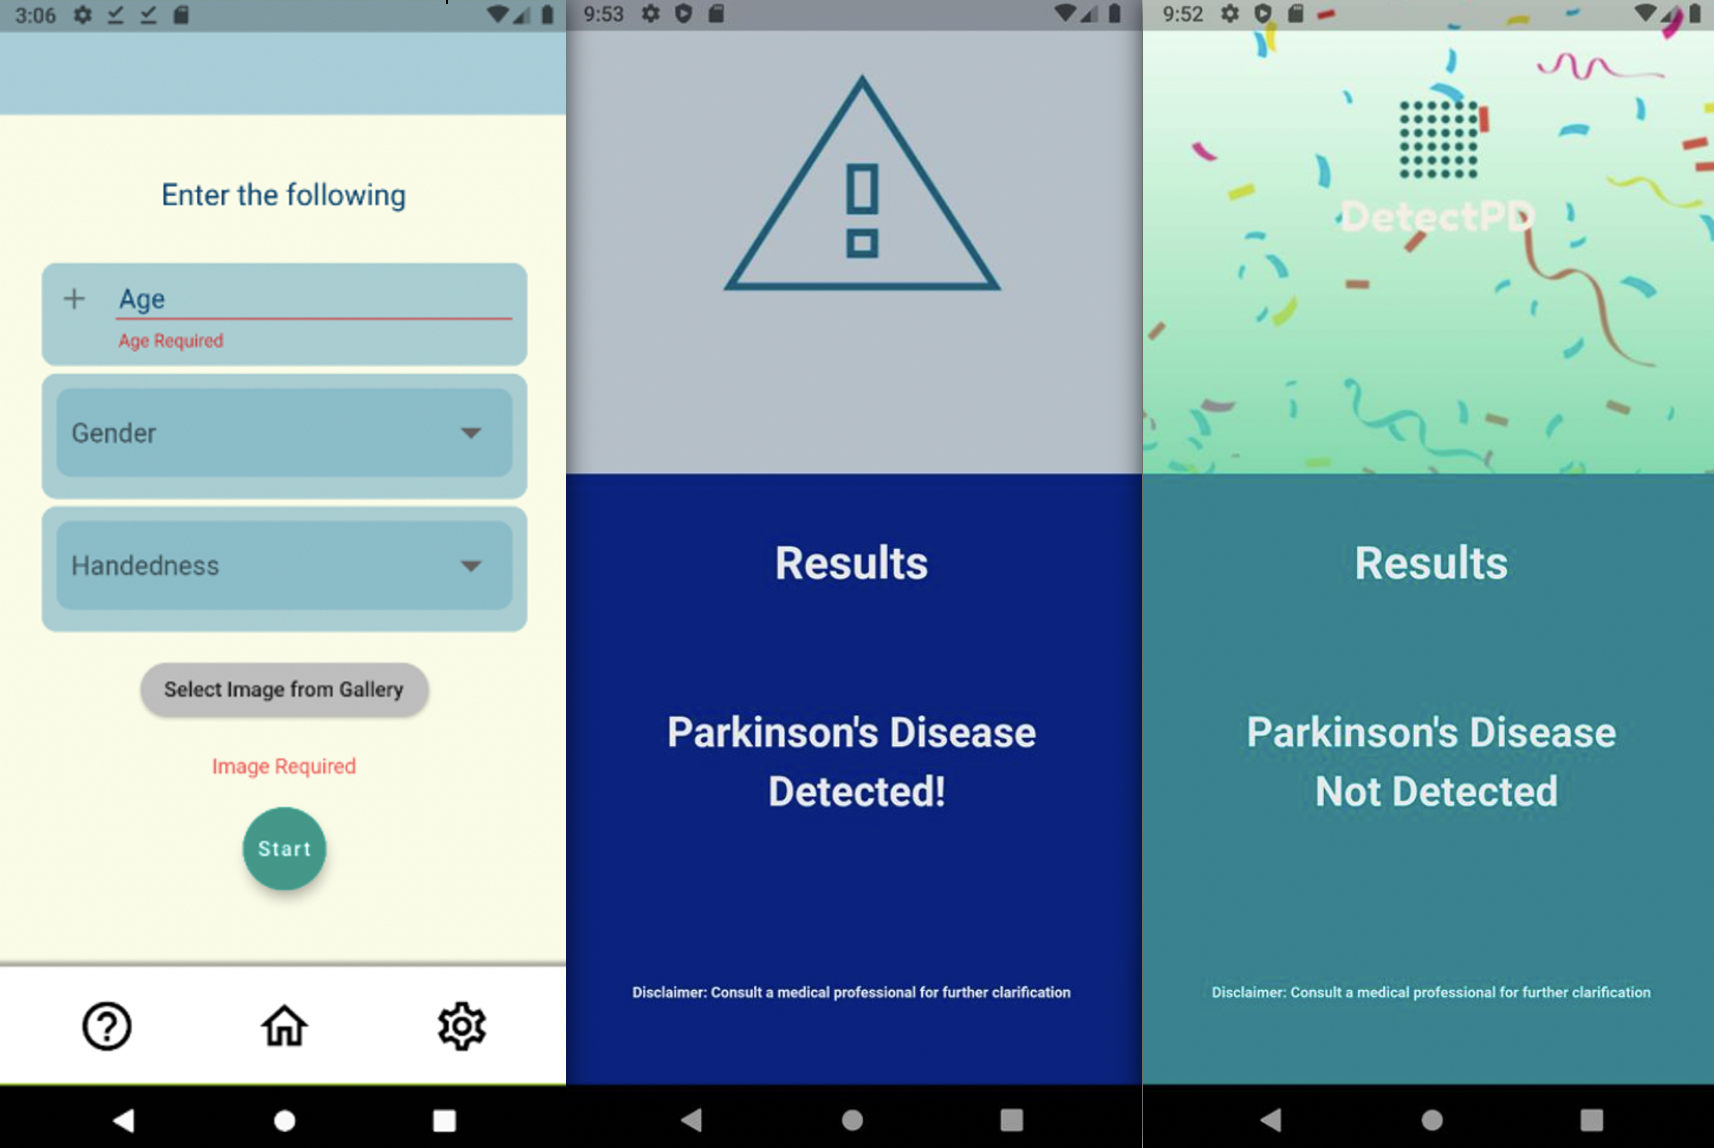 3:06
Enter the following
Age
Age Required
Gender
Handedness
Select Image from Gallery
Image Required
Start
9:53
Results
Parkinson's Disease
Detected!
Disclaimer: Consult a medical professional for further clarification
9:52
DetectPD
Results
Parkinson's Disease
Not Detected
Disclaimer: Consult a medical professional for further clarification